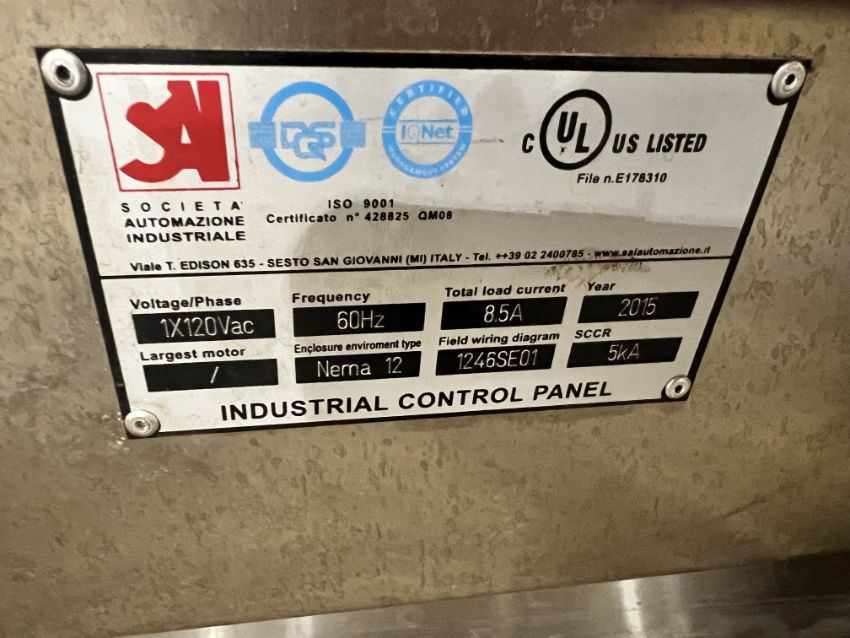 SAI
SOCIETA'
AUTOMAZIONE
INDUSTRIALE
DQS
ISO 9001
Certificato n° 428825 QM08
CERTIFIED
IQNet
MANAGEMENT SYSTEM
C UL US LISTED
File n.E178310
Viale T. EDISON 635 - SESTO SAN GIOVANNI (MI) ITALY - Tel. ++39 02 2400785 - www.saiautomazione.it
Voltage/Phase
1X120Vac
Frequency
60Hz
Total load current
8.5A
Year
2015
Largest motor
/
Enclosure enviroment type
Nema 12
Field wiring diagram
1246SE01
SCCR
5kA
INDUSTRIAL CONTROL PANEL